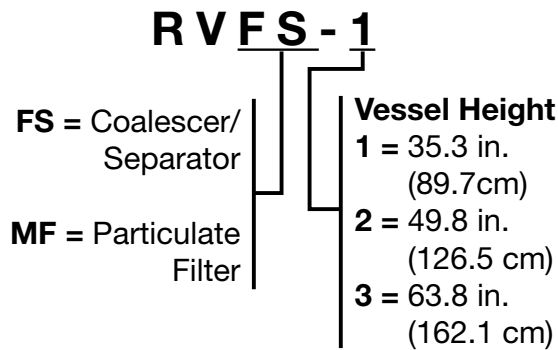 RVFS-1
FS = Coalescer/
Separator
MF = Particulate
Filter
Vessel Height
1 = 35.3 in.
(89.7cm)
2 = 49.8 in.
(126.5 cm)
3 = 63.8 in.
(162.1 cm)